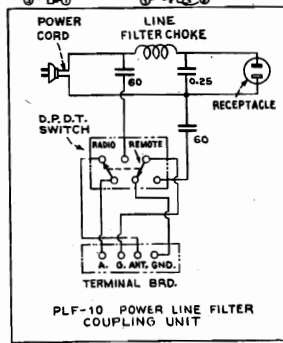 POWER CORD
LINE FILTER CHOKE
60
0.25
RECEPTACLE
60
D.P.D.T. SWITCH
RADIO
REMOTE
A.
G.
ANT.
GND.
TERMINAL BRD.
PLF-10 POWER LINE FILTER
COUPLING UNIT